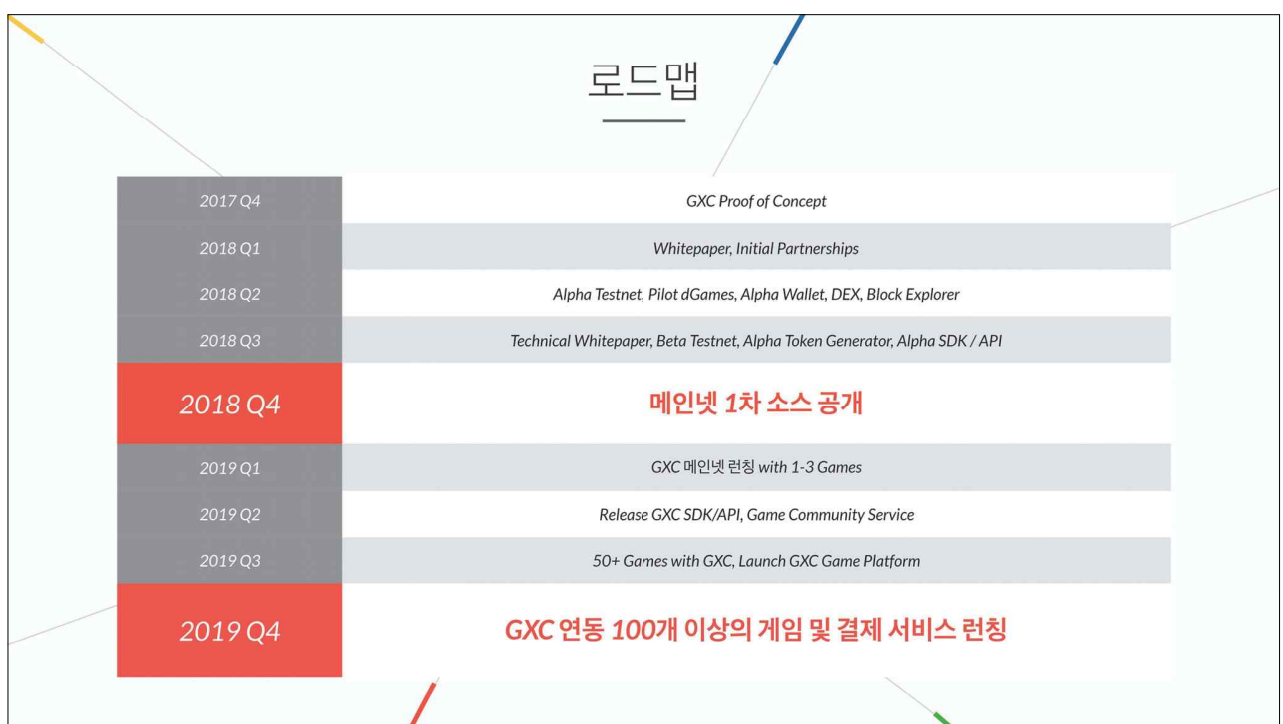 로드맵
2017 Q4 GXC Proof of Concept
2018 Q1 Whitepaper, Initial Partnerships
2018 Q2 Alpha Testnet, Pilot dGames, Alpha Wallet, DEX, Block Explorer
2018 Q3 Technical Whitepaper, Beta Testnet, Alpha Token Generator, Alpha SDK / API
2018 Q4 메인넷 1차 소스 공개
2019 Q1 GXC 메인넷 런칭 with 1-3 Games
2019 Q2 Release GXC SDK/API, Game Community Service
2019 Q3 50+ Games with GXC, Launch GXC Game Platform
2019 Q4 GXC 연동 100개 이상의 게임 및 결제 서비스 런칭